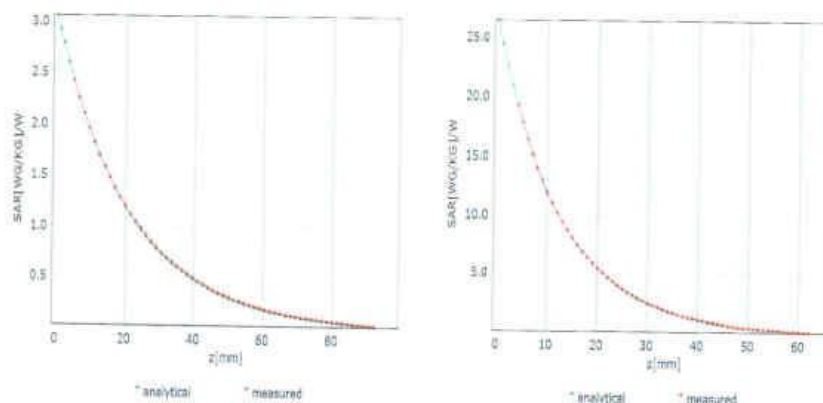 3.0
2.5
2.0
1.5
1.0
0.5
SAR[WG/KG]/W
0 20 40 60 80
z[mm]
analytical measured
25.0
20.0
15.0
10.0
5.0
SAR[WG/KG]/W
0 10 20 30 40 50 60
z[mm]
analytical measured